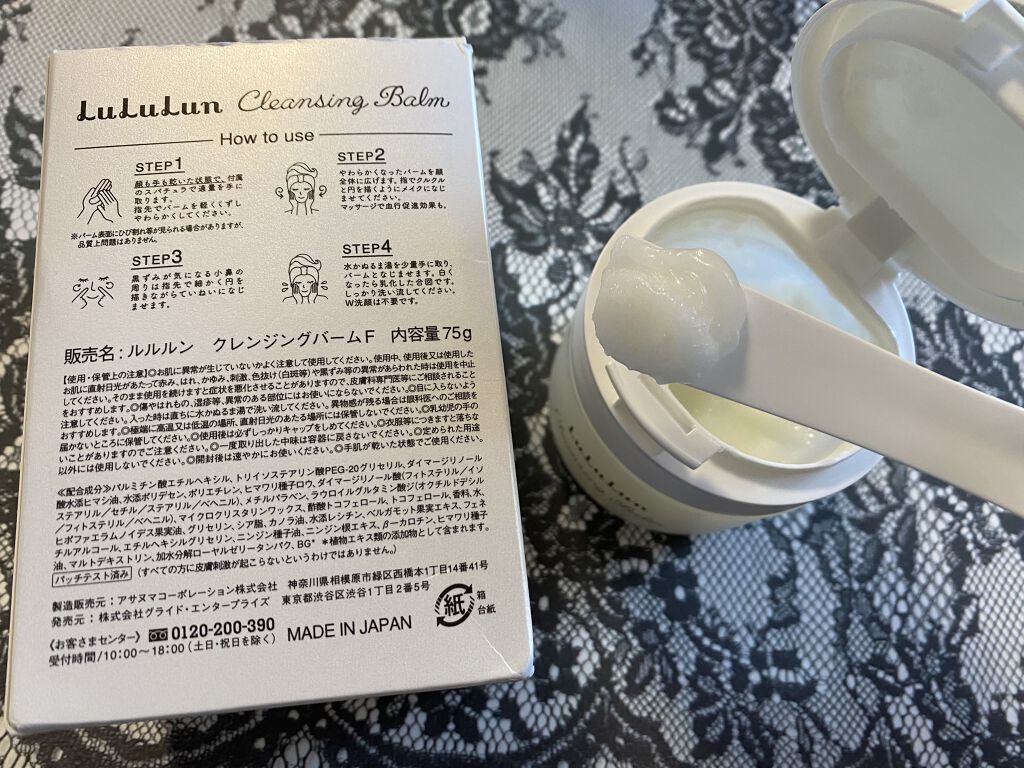 LuLuLun Cleansing Balm
How to use
STEP1
顔も手も乾いた状態で、付属
のスパチュラで適量を手に
取ります。
指先でバームを軽くくずし
やわらかくしてください。
※バーム表面にひび割れ等が見られる場合がありますが、
品質上問題はありません。
STEP2
やわらかくなったバームを顔
全体に広げます。指でクルクル
と円を描くようにメイクになじ
ませてください。
マッサージで血行促進効果も。
STEP3
黒ずみが気になる小鼻の
周りは指先で細かく円を
描きながらていねいになじ
ませます。
STEP4
水かぬるま湯を少量手に取り、
バームとなじませます。白く
なったら乳化した合図です。
しっかり洗い流してください。
W洗顔は不要です。
販売名：ルルルン クレンジングバームF 内容量75g
【使用・保管上の注意】◎お肌に異常が生じていないかよく注意して使用してください。使用中、使用後又は使用した
お肌に直射日光があたって赤み、はれ、かゆみ、刺激、色抜け(白斑等)や黒ずみ等の異常があらわれた時は使用を中止
してください。そのまま使用を続けますと症状を悪化させることがありますので、皮膚科専門医等にご相談されること
をおすすめします。◎傷やはれもの、湿疹等、異常のある部位にはお使いにならないでください。◎目に入らないよう
注意してください。入った時は直ちに水かぬるま湯で洗い流してください。異物感が残る場合は眼科医へのご相談を
おすすめします。◎極端に高温又は低温の場所、直射日光のあたる場所には保管しないでください。◎乳幼児の手の
届かないところに保管してください。◎使用後は必ずしっかりキャップをしめてください。◎衣服等につきますと落ちな
いことがありますのでご注意ください。◎一度取り出した中味は容器に戻さないでください。◎定められた用途
以外には使用しないでください。◎開封後は速やかにお使いください。◎手肌が乾いた状態でご使用ください。
≪配合成分≫パルミチン酸エチルヘキシル、トリイソステアリン酸PEG-20グリセリル、ダイマージリノール
酸水添ヒマシ油、水添ポリデセン、ポリエチレン、ヒマワリ種子ロウ、ダイマージリノール酸(フィトステリル/イソ
ステアリル/セチル/ステアリル/ベヘニル)、メチルパラベン、ラウロイルグルタミン酸ジ(オクチルドデシル
/フィトステリル/ベヘニル)、マイクロクリスタリンワックス、酢酸トコフェロール、トコフェロール、香料、水、
ヒポファエラムノイデス果実油、グリセリン、シア脂、カノラ油、水添レシチン、ベルガモット果実エキス、フェネ
チルアルコール、エチルヘキシルグリセリン、ニンジン種子油、ニンジン根エキス、β-カロチン、ヒマワリ種子
油、マルトデキストリン、加水分解ローヤルゼリータンパク、BG* *植物エキス類の添加物として含まれます。
パッチテスト済み (すべての方に皮膚刺激が起こらないというわけではありません。)
製造販売元：アサヌマコーポレーション株式会社 神奈川県相模原市緑区西橋本1丁目14番41号
発売元：株式会社グライド・エンタープライズ 東京都渋谷区渋谷1丁目2番5号
《お客さまセンター》 0120-200-390
受付時間/10:00～18:00（土日・祝日を除く）
MADE IN JAPAN
紙
箱
台紙
LuLuLun